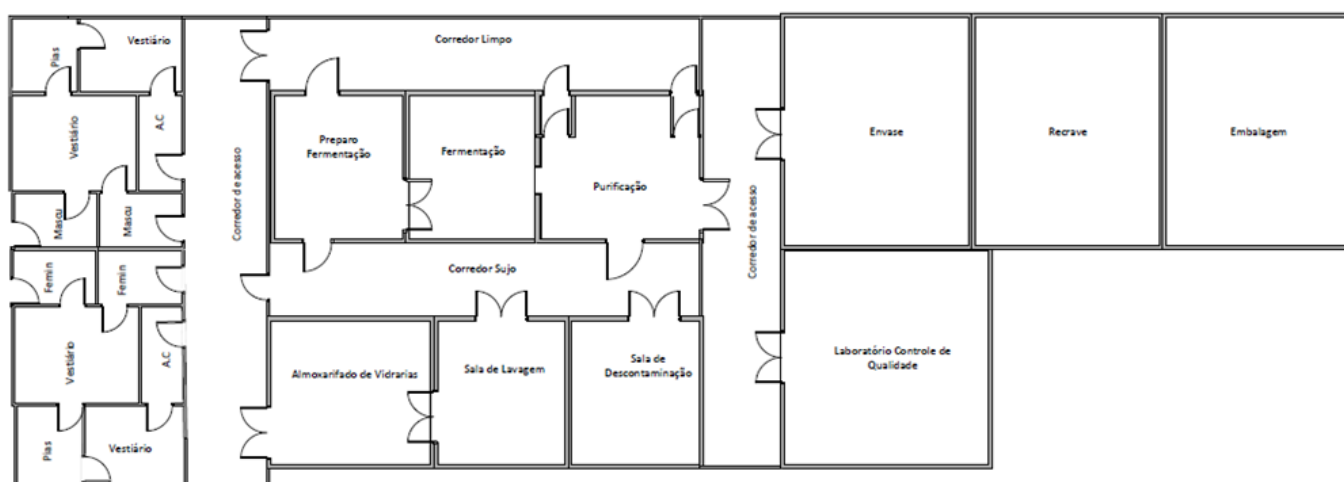 Pias
Vestiário
Corredor Limpo
Vestiário
A.C
Corredor de acesso
Preparo
Fermentação
Fermentação
Purificação
Corredor de acesso
Envase
Recrave
Embalagem
Mascu
Mascu
Femin
Femin
Corredor Sujo
Vestiário
A.C
Almoxarifado de Vidrarias
Sala de Lavagem
Sala de
Descontaminação
Laboratório Controle de
Qualidade
Pias
Vestiário